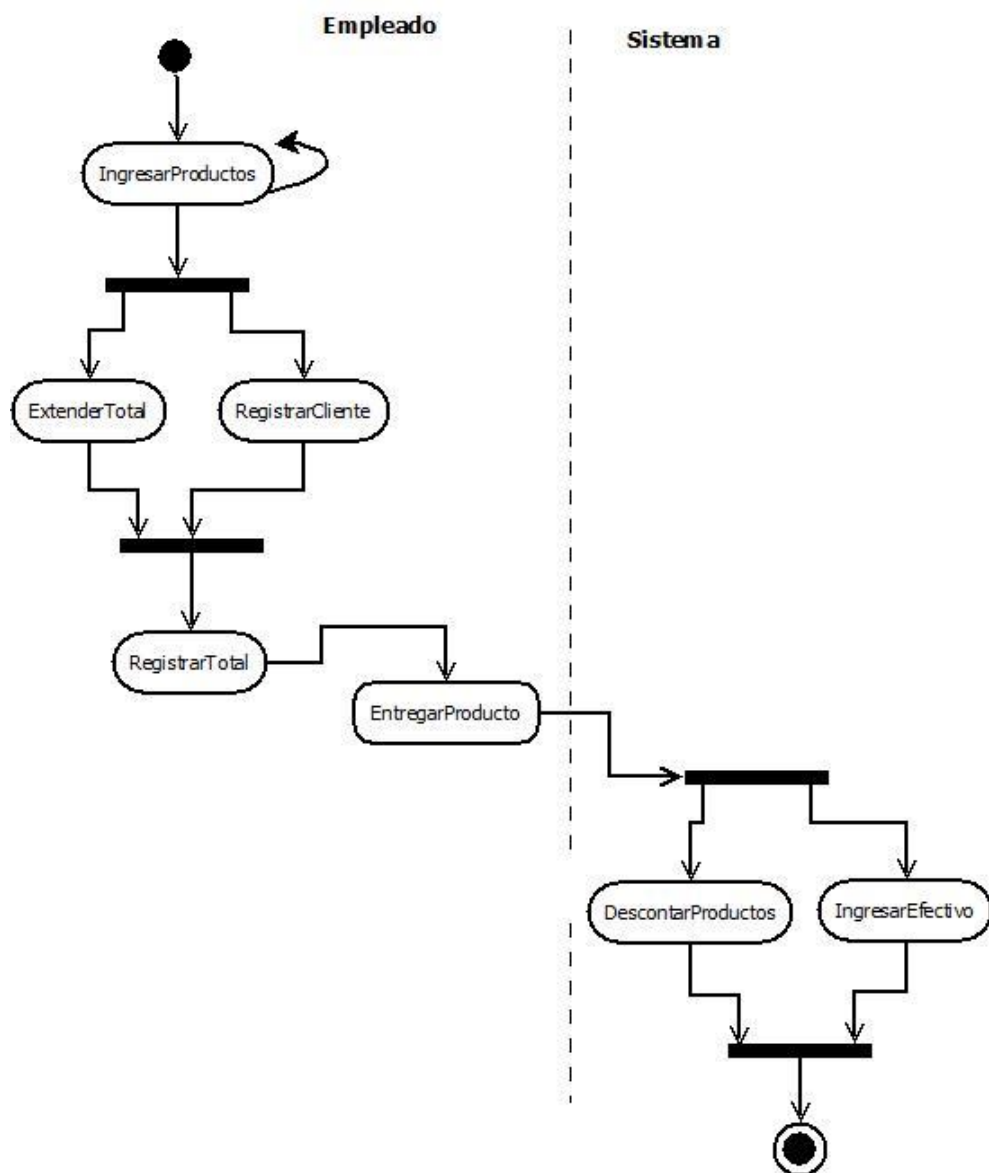 Empleado
Sistema
IngresarProductos
ExtenderTotal
RegistrarCliente
RegistrarTotal
EntregarProducto
DescontarProductos
IngresarEfectivo